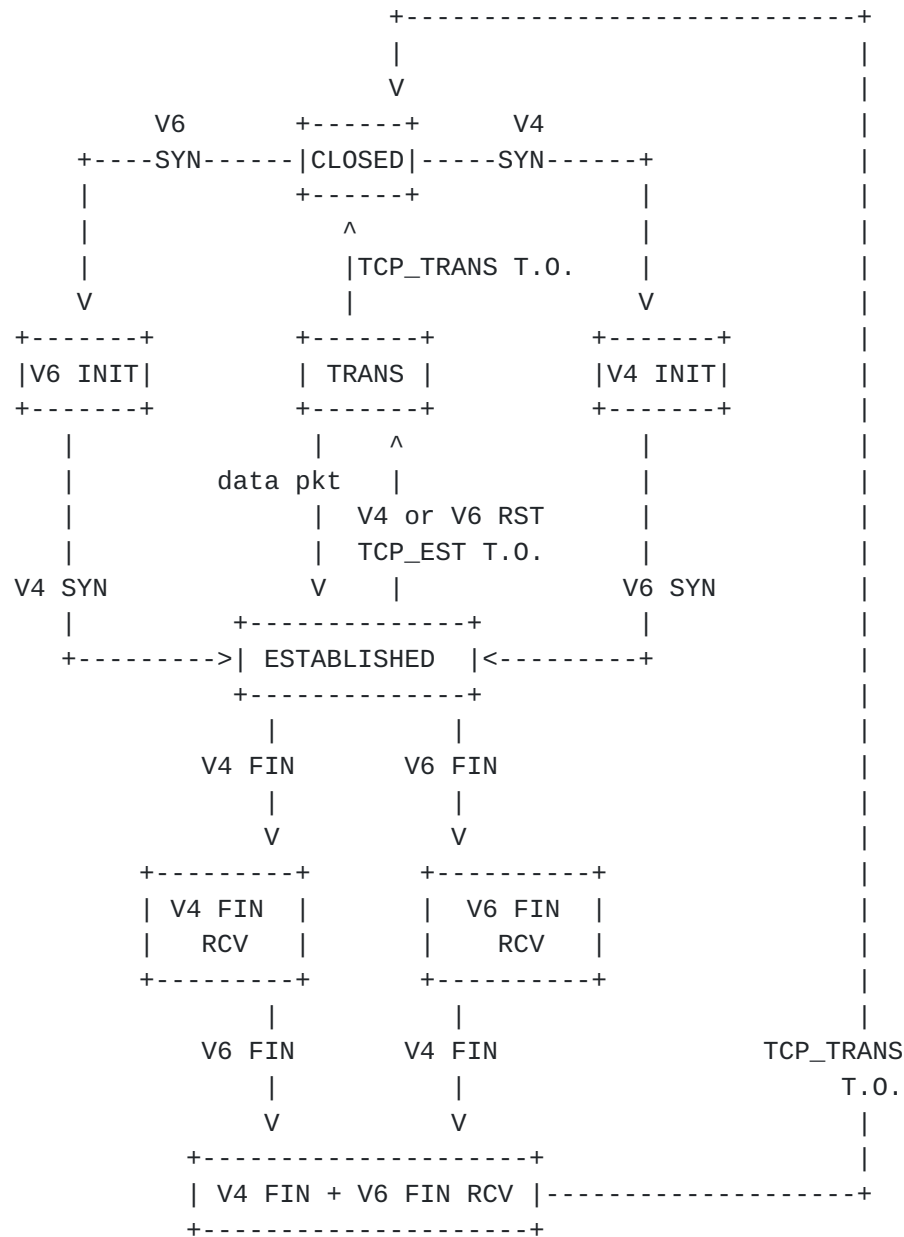 V6 V4
SYN CLOSED SYN
TCP_TRANS T.O.
V6 INIT TRANS V4 INIT
data pkt
V4 or V6 RST
TCP_EST T.O.
V4 SYN V6 SYN
ESTABLISHED
V4 FIN V6 FIN
V4 FIN V6 FIN
RCV RCV
V6 FIN V4 FIN TCP_TRANS
T.O.
V4 FIN + V6 FIN RCV